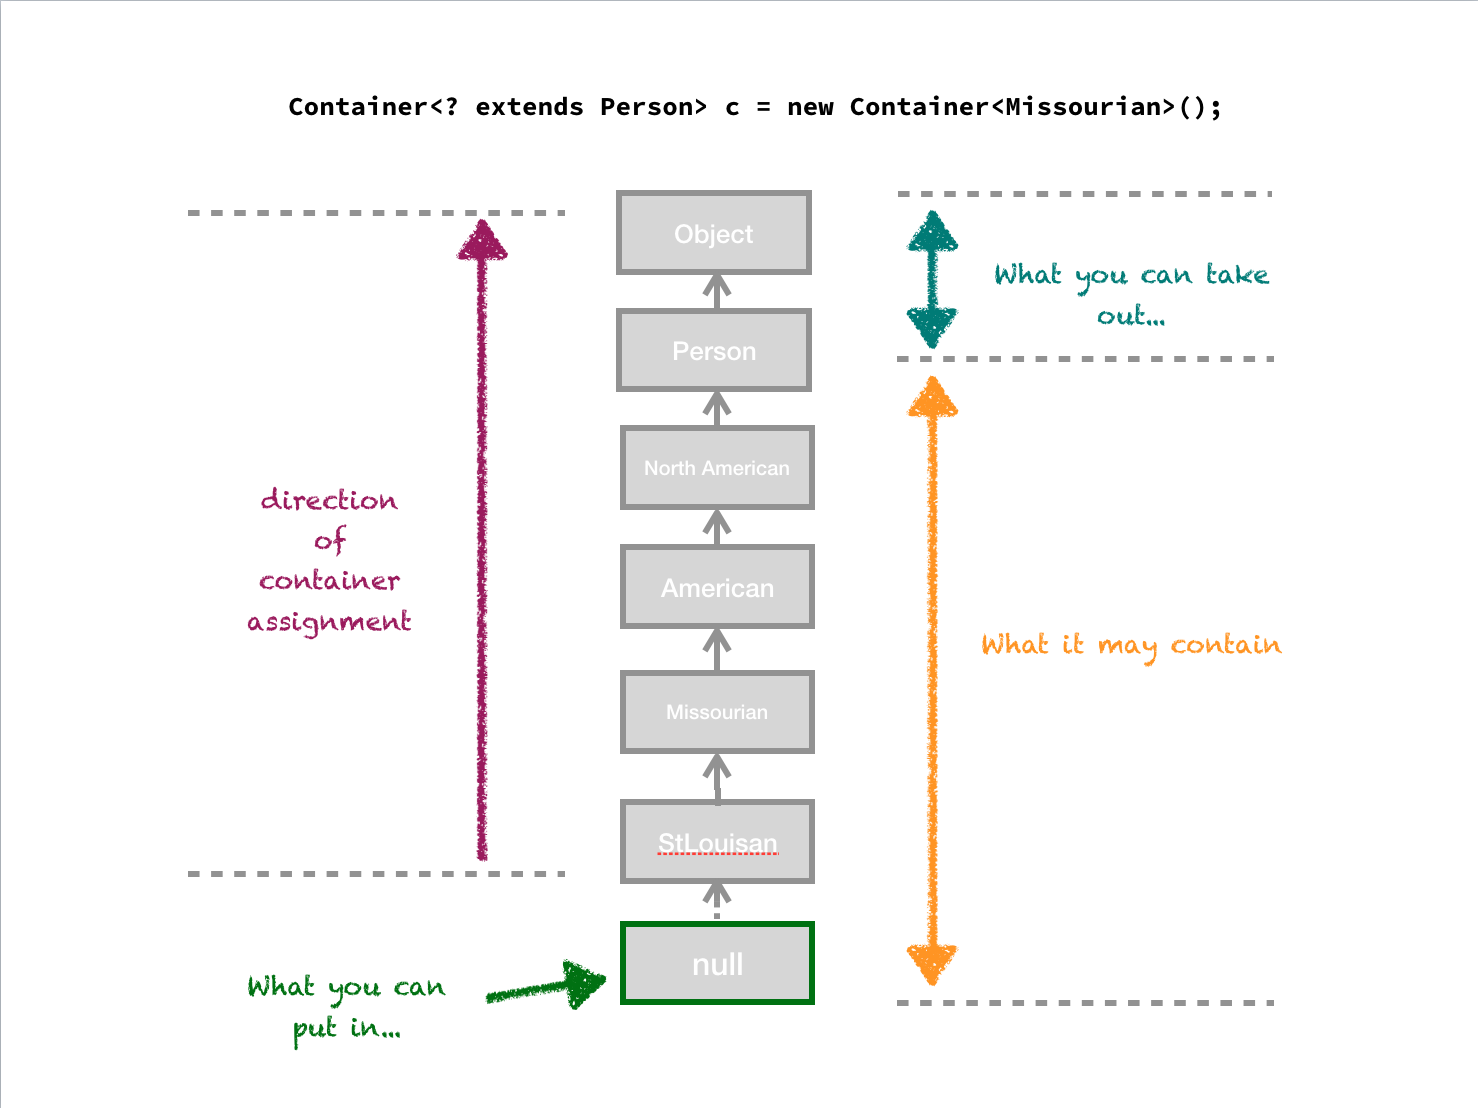 Container<? extends Person> c = new Container<Missourian>();
Object
What you can take
out...
Person
North American
direction
of
container
assignment
American
What it may contain
Missourian
StLouisan
null
What you can
put in...